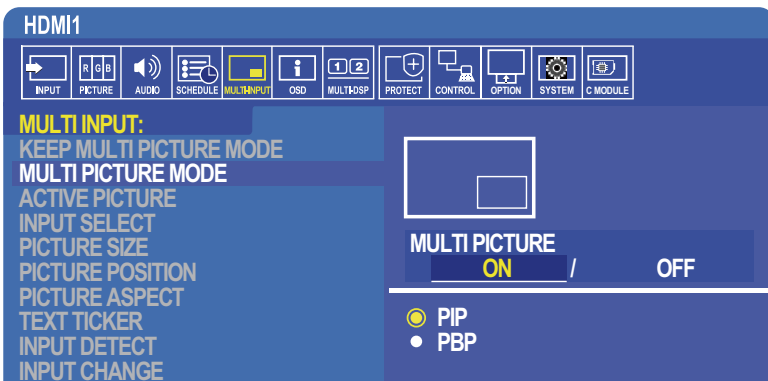 HDMI1
R G B
1 2
INPUT PICTURE AUDIO SCHEDULE MULTI-INPUT OSD MULTI-DSP PROTECT CONTROL OPTION SYSTEM C MODULE
MULTI INPUT:
KEEP MULTI PICTURE MODE
MULTI PICTURE MODE
ACTIVE PICTURE
INPUT SELECT
PICTURE SIZE
PICTURE POSITION
PICTURE ASPECT
TEXT TICKER
INPUT DETECT
INPUT CHANGE
MULTI PICTURE
ON / OFF
PIP
PBP